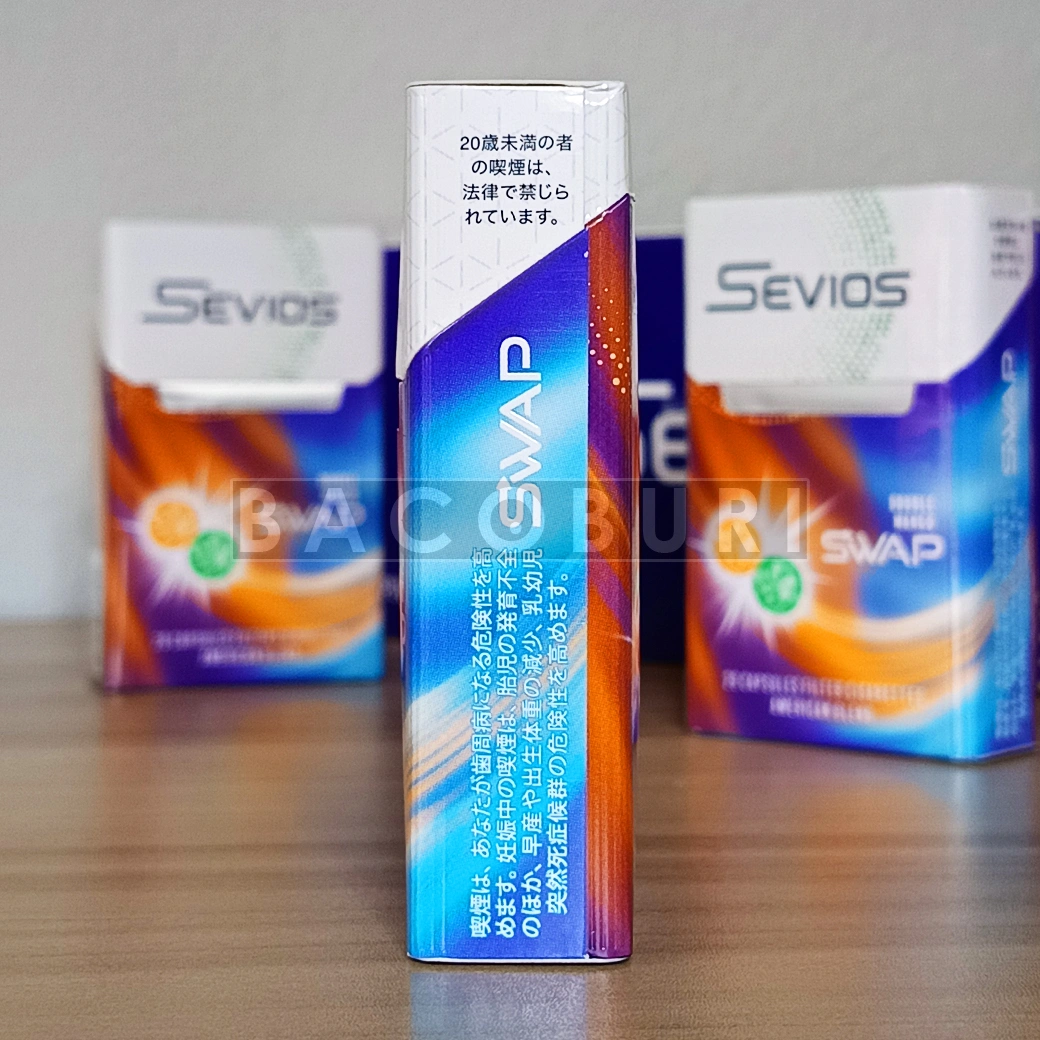 20歳未満の者
の喫煙は、
法律で禁じら
れています。
SWAP
喫煙は、あなたが歯周病になる危険性を高
めます。妊娠中の喫煙は、胎児の発育不全
のほか、早産や出生体重の減少、乳幼児
突然死症候群の危険性を高めます。
SEVIOS
SWAP
SEVIOS
SWAP
SWAP
AMERICAN BLEND
BACOBURI